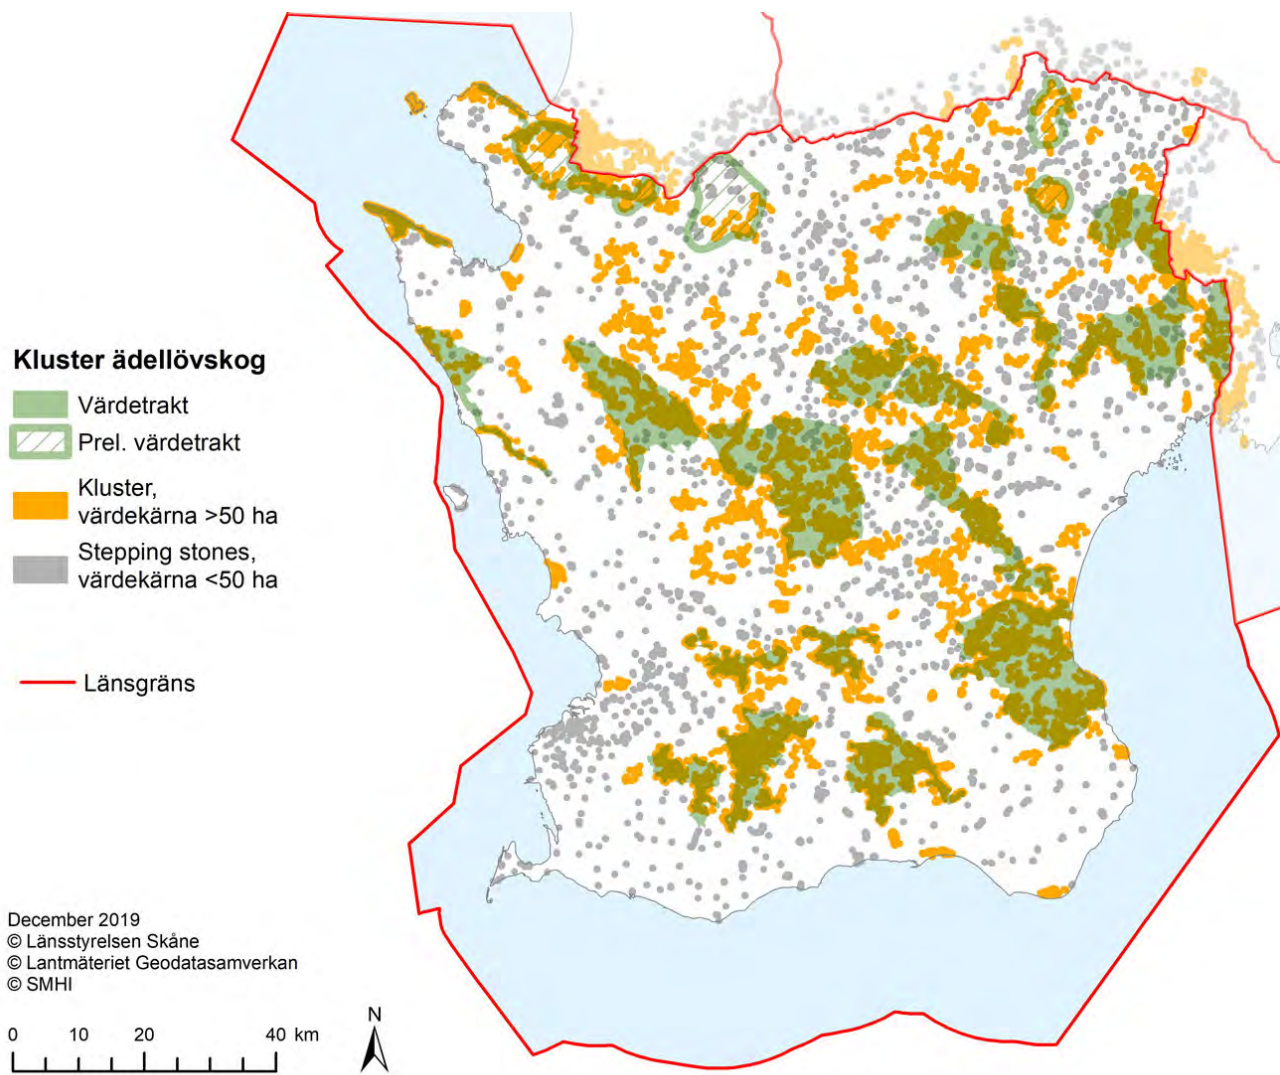 Kluster ädellövskog
Värdetrakt
Prel. värdetrakt
Kluster,
värdekärna >50 ha
Stepping stones,
värdekärna <50 ha
Länsgräns
December 2019
© Länsstyrelsen Skåne
© Lantmäteriet Geodatasamverkan
© SMHI
0 10 20 40 km
N